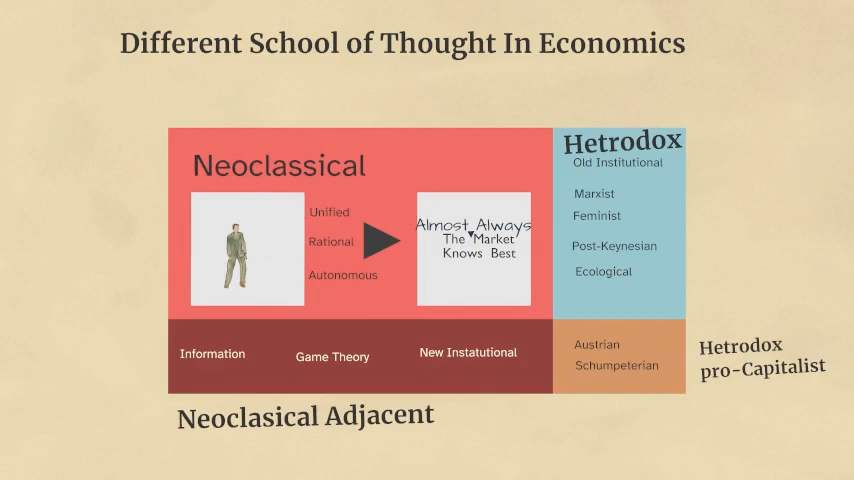 Different School of Thought In Economics
Neoclassical
Unified
Rational
Autonomous
Almost Always
The Market
Knows Best
Hetrodox
Old Institutional
Marxist
Feminist
Post-Keynesian
Ecological
Information
Game Theory
New Instatutional
Austrian
Schumpeterian
Hetrodox
pro-Capitalist
Neoclasical Adjacent